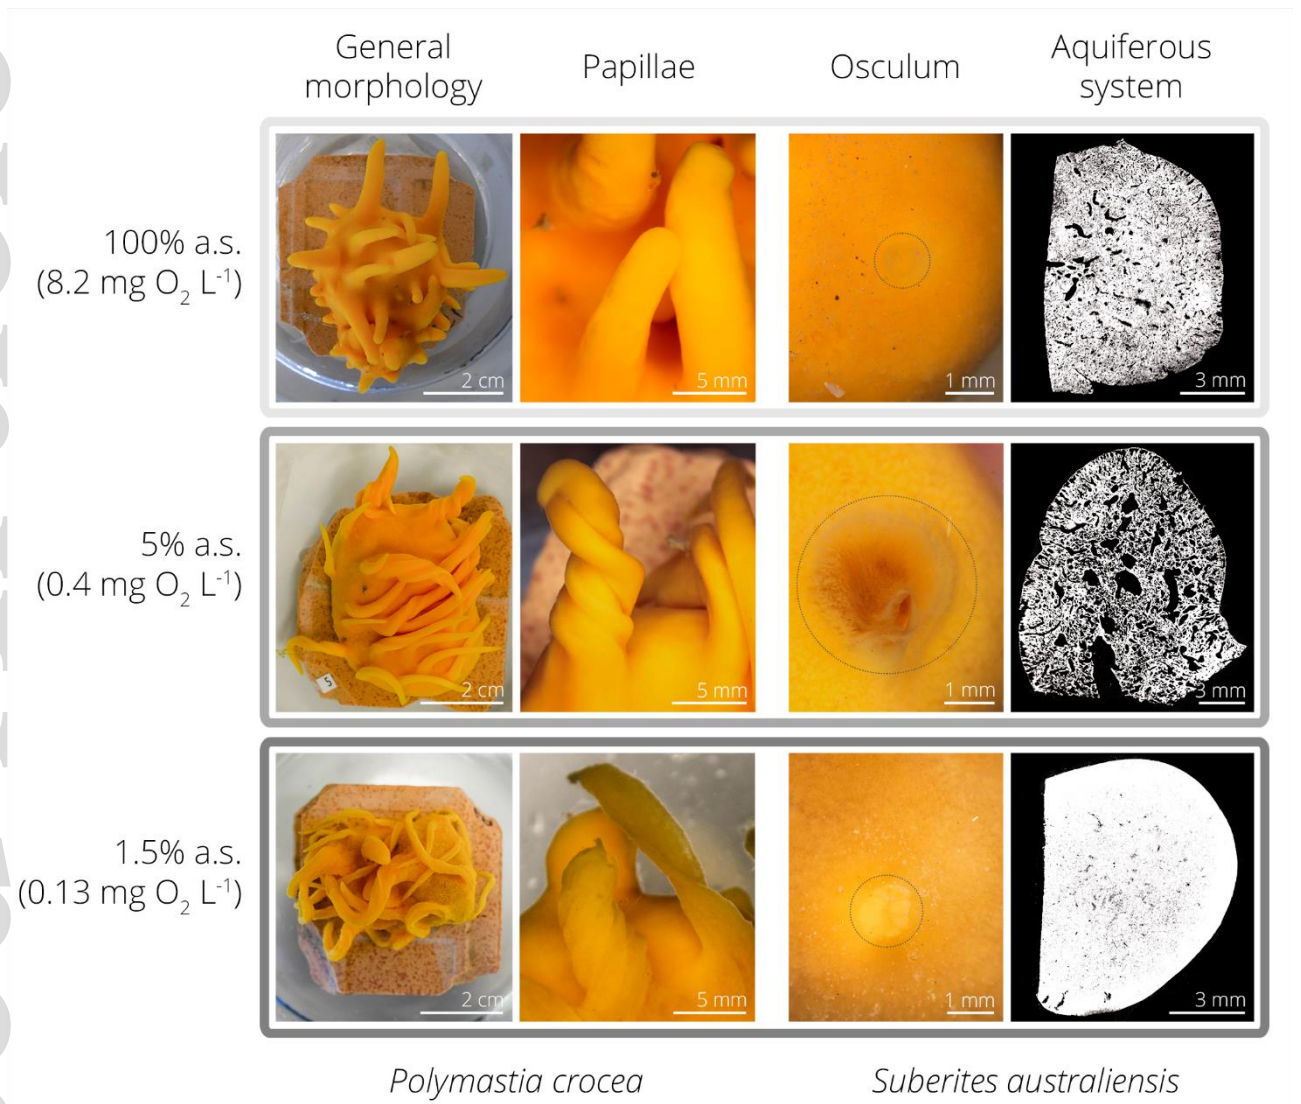 General
morphology
Papillae
Osculum
Aquiferous
system
100% a.s.
(8.2 mg O₂ L⁻¹)
2 cm
5 mm
1 mm
3 mm
5% a.s.
(0.4 mg O₂ L⁻¹)
5
2 cm
5 mm
1 mm
3 mm
1.5% a.s.
(0.13 mg O₂ L⁻¹)
2 cm
5 mm
1 mm
3 mm
Polymastia crocea
Suberites australiensis